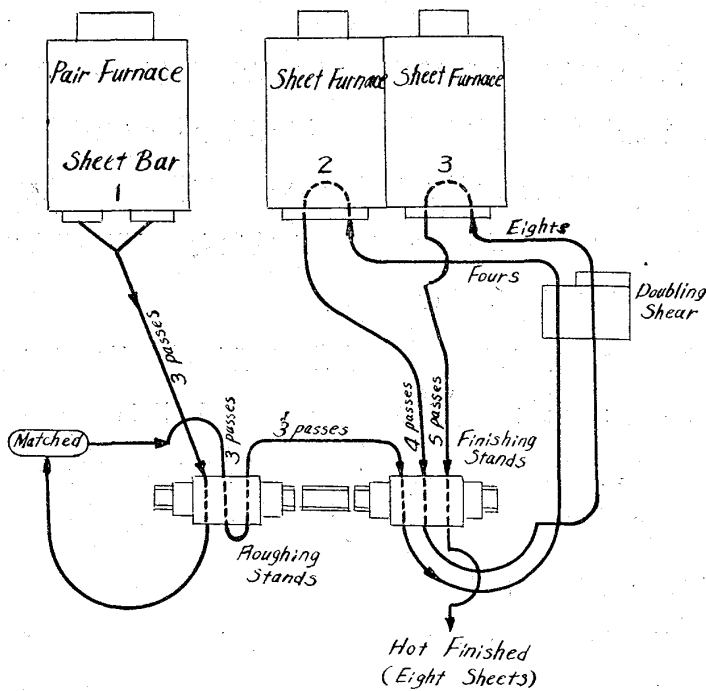 Pair Furnace
Sheet Bar
1
Sheet Furnace
2
Sheet Furnace
3
Eights
Fours
Doubling
Shear
3 passes
Matched
3 passes
passes
4 passes
5 passes
Finishing
Stands
Roughing
Stands
Hot Finished
(Eight Sheets)